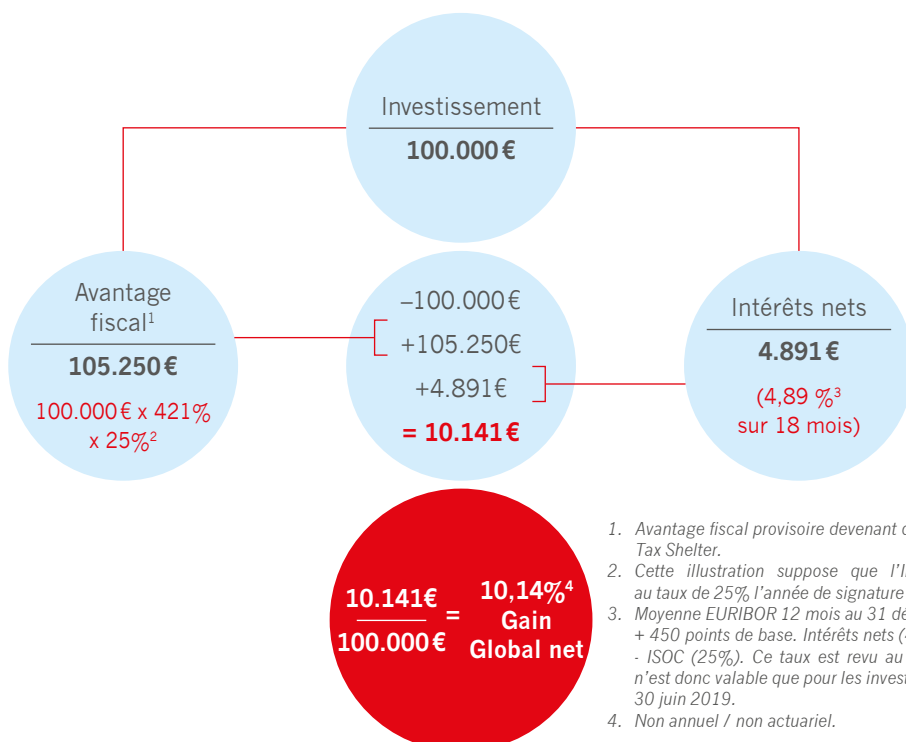 Investissement
100.000 €
Avantage
fiscal¹
105.250 €
100.000 € x 421%
x 25%²
–100.000 €
+105.250€
+4.891€
= 10.141 €
Intérêts nets
4.891 €
(4,89 %³
sur 18 mois)
10.141€
100.000 €
=
10,14%⁴
Gain
Global net
1. Avantage fiscal provisoire devenant
Tax Shelter.
2. Cette illustration suppose que
au taux de 25% l'année de signature
3. Moyenne EURIBOR 12 mois au 31
+ 450 points de base. Intérêts nets
- ISOC (25%). Ce taux est revu au
n'est donc valable que pour les
30 juin 2019.
4. Non annuel / non actuariel.